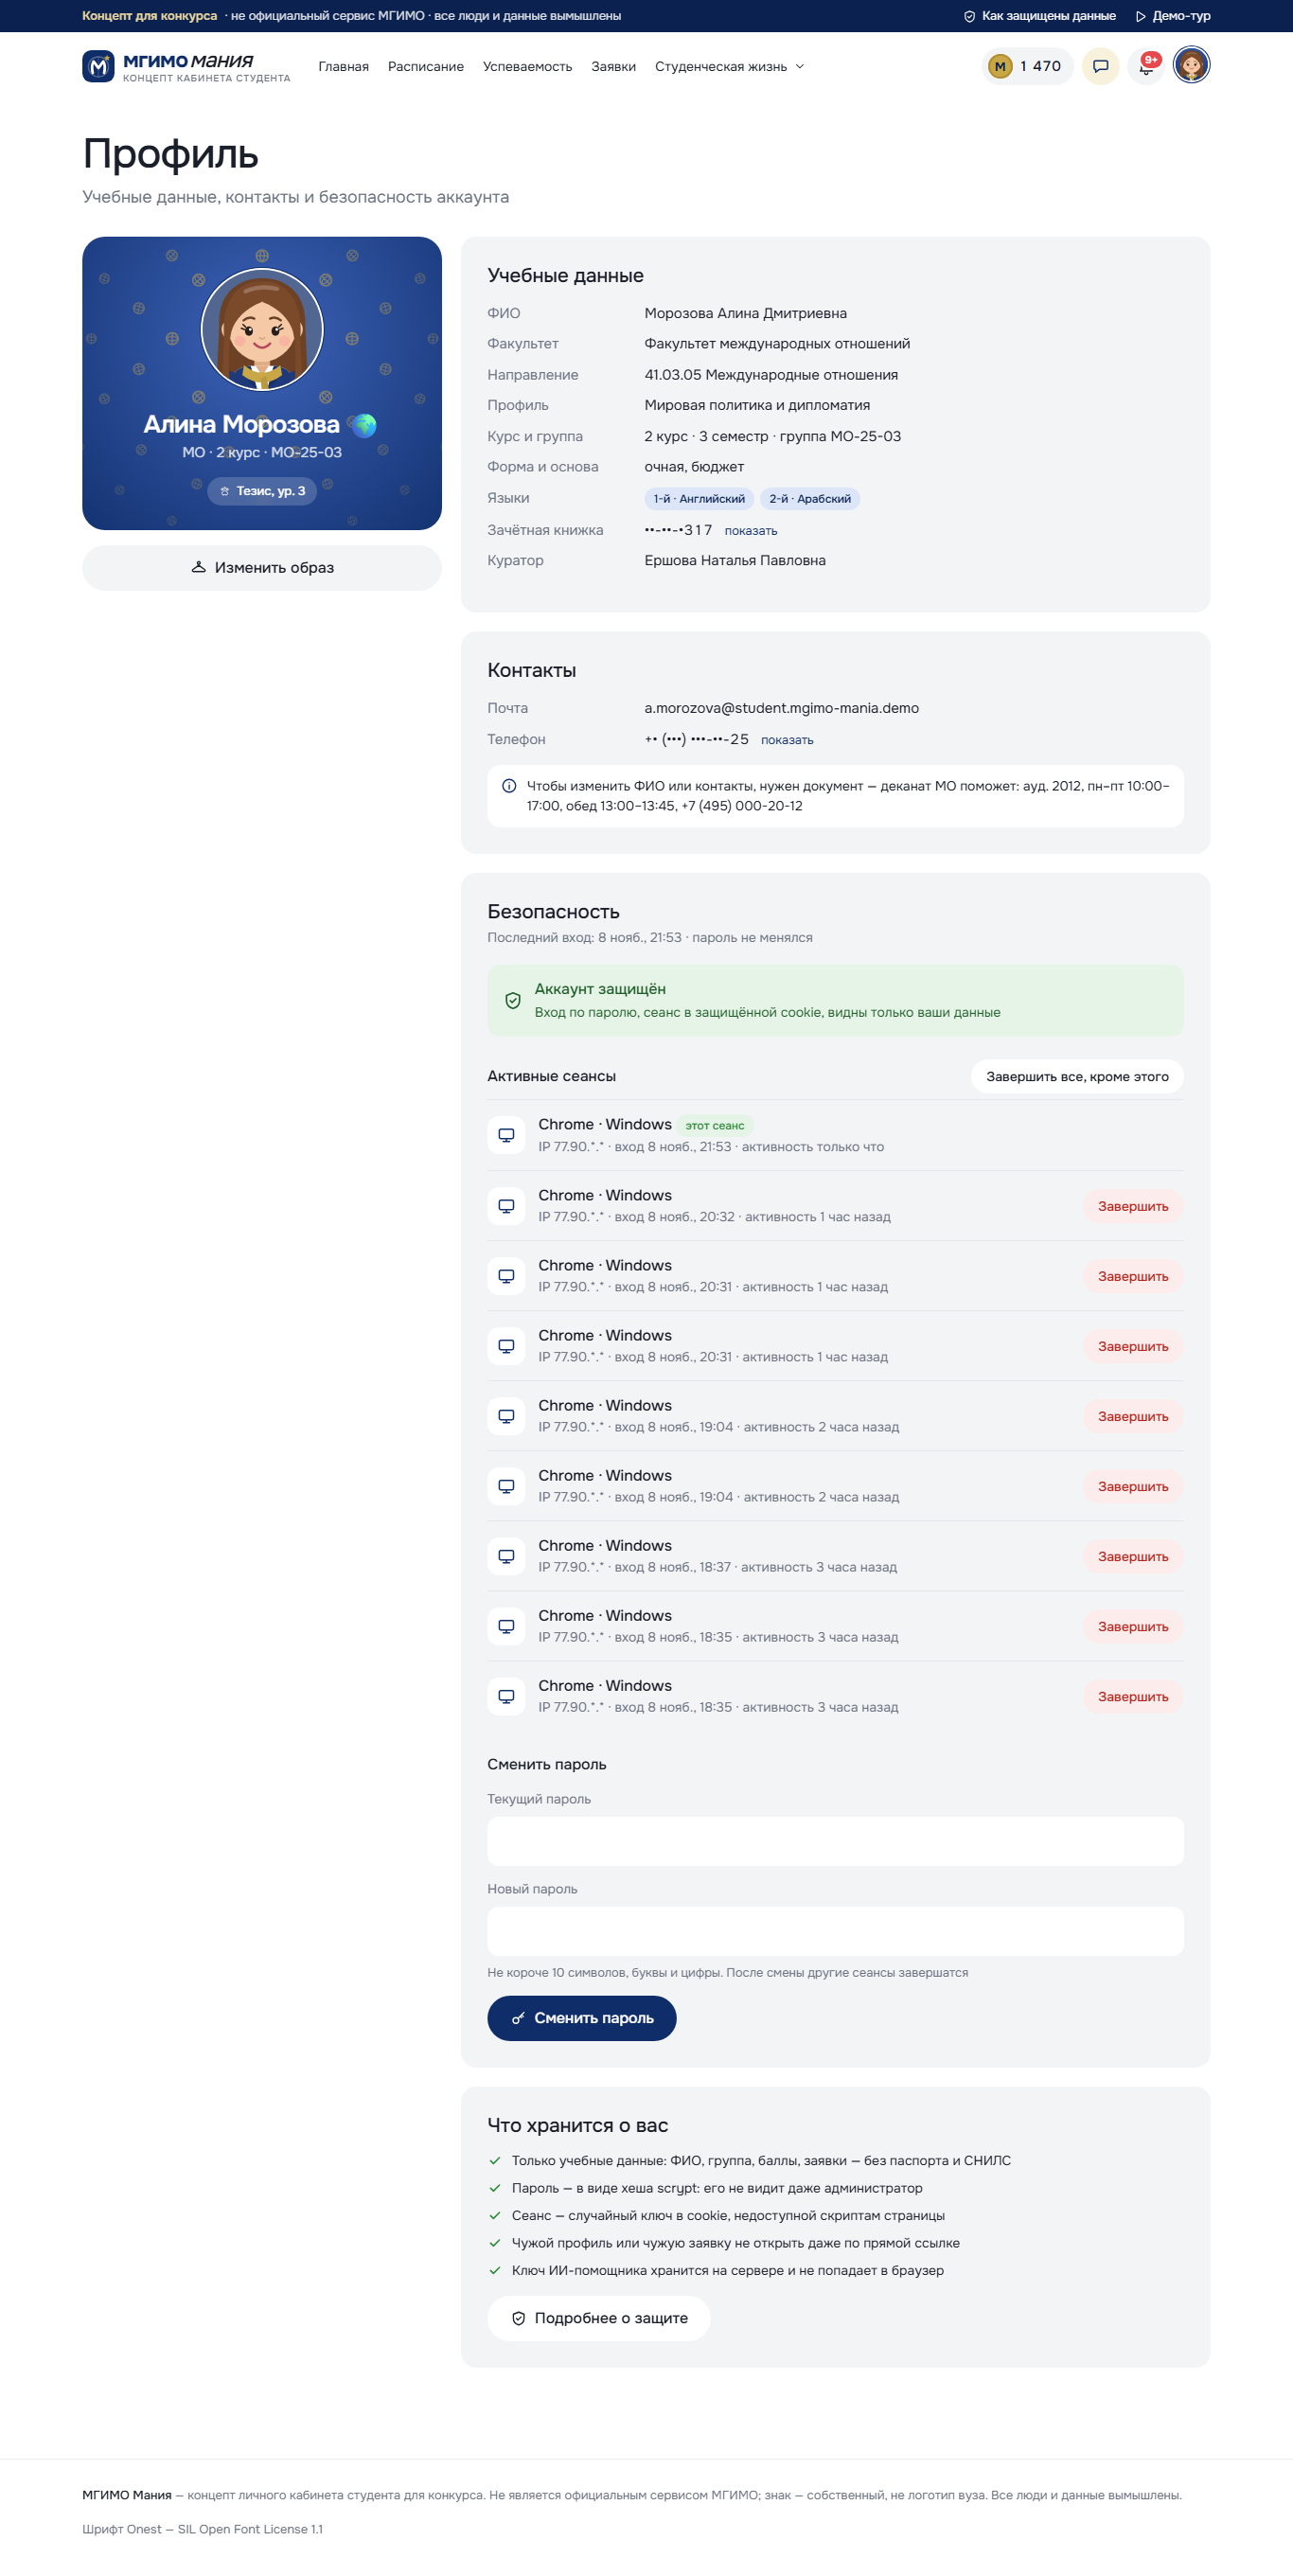 Концепт для конкурса · не официальный сервис МГИМО · все люди и данные вымышлены
Как защищены данные
Демо-тур
МГИМО мания
КОНЦЕПТ КАБИНЕТА СТУДЕНТА
Главная
Расписание
Успеваемость
Заявки
Студенческая жизнь
М 1 470
9+
Профиль
Учебные данные, контакты и безопасность аккаунта
Алина Морозова
МО · 2 курс · МО-25-03
Тезис, ур. 3
Изменить образ
Учебные данные
ФИО Морозова Алина Дмитриевна
Факультет Факультет международных отношений
Направление 41.03.05 Международные отношения
Профиль Мировая политика и дипломатия
Курс и группа 2 курс · 3 семестр · группа МО-25-03
Форма и основа очная, бюджет
Языки 1-й · Английский 2-й · Арабский
Зачётная книжка ••-••-•317 показать
Куратор Ершова Наталья Павловна
Контакты
Почта a.morozova@student.mgimo-mania.demo
Телефон +• (•••) •••-••-25 показать
Чтобы изменить ФИО или контакты, нужен документ — деканат МО поможет: ауд. 2012, пн–пт 10:00–
17:00, обед 13:00–13:45, +7 (495) 000-20-12
Безопасность
Последний вход: 8 нояб., 21:53 · пароль не менялся
Аккаунт защищён
Вход по паролю, сеанс в защищённой cookie, видны только ваши данные
Активные сеансы
Завершить все, кроме этого
Chrome · Windows этот сеанс
IP 77.90.*.* · вход 8 нояб., 21:53 · активность только что
Chrome · Windows
IP 77.90.*.* · вход 8 нояб., 20:32 · активность 1 час назад
Завершить
Chrome · Windows
IP 77.90.*.* · вход 8 нояб., 20:31 · активность 1 час назад
Завершить
Chrome · Windows
IP 77.90.*.* · вход 8 нояб., 20:31 · активность 1 час назад
Завершить
Chrome · Windows
IP 77.90.*.* · вход 8 нояб., 19:04 · активность 2 часа назад
Завершить
Chrome · Windows
IP 77.90.*.* · вход 8 нояб., 19:04 · активность 2 часа назад
Завершить
Chrome · Windows
IP 77.90.*.* · вход 8 нояб., 18:37 · активность 3 часа назад
Завершить
Chrome · Windows
IP 77.90.*.* · вход 8 нояб., 18:35 · активность 3 часа назад
Завершить
Chrome · Windows
IP 77.90.*.* · вход 8 нояб., 18:35 · активность 3 часа назад
Завершить
Сменить пароль
Текущий пароль
Новый пароль
Не короче 10 символов, буквы и цифры. После смены другие сеансы завершатся
Сменить пароль
Что хранится о вас
Только учебные данные: ФИО, группа, баллы, заявки — без паспорта и СНИЛС
Пароль — в виде хеша scrypt: его не видит даже администратор
Сеанс — случайный ключ в cookie, недоступной скриптам страницы
Чужой профиль или чужую заявку не открыть даже по прямой ссылке
Ключ ИИ-помощника хранится на сервере и не попадает в браузер
Подробнее о защите
МГИМО Мания — концепт личного кабинета студента для конкурса. Не является официальным сервисом МГИМО; знак — собственный, не логотип вуза. Все люди и данные вымышлены.
Шрифт Onest — SIL Open Font License 1.1